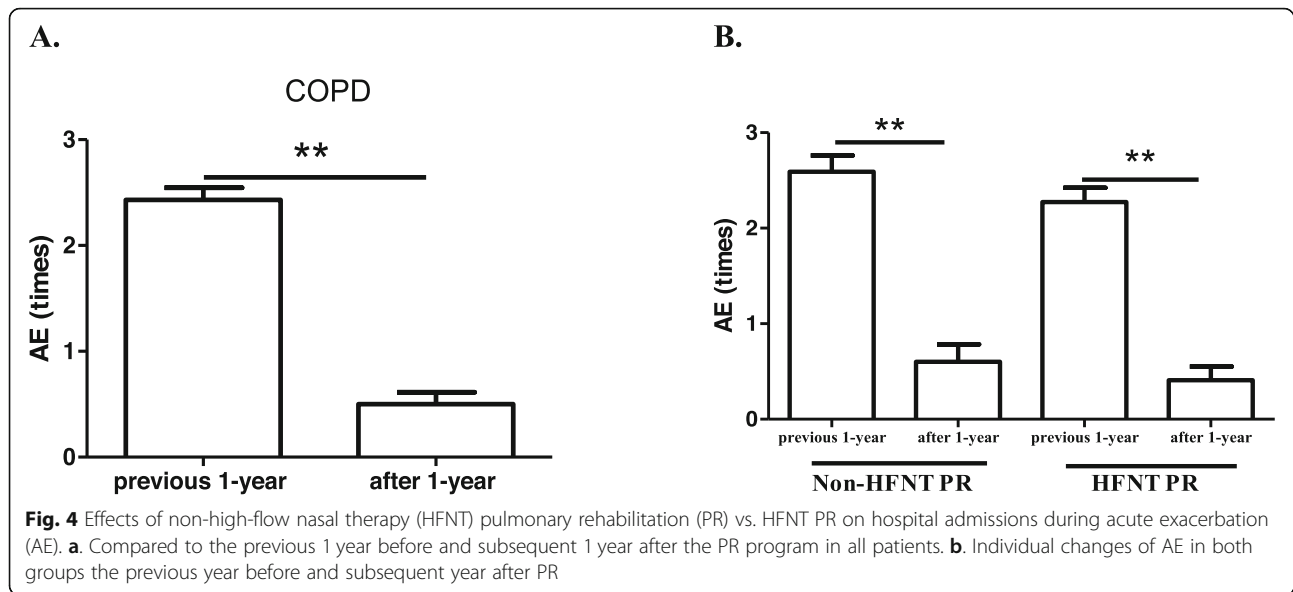 A.
COPD
3
**
2
1
0
AE (times)
previous 1-year after 1-year
B.
3
**
**
2
1
0
AE (times)
previous 1-year after 1-year previous 1-year after 1-year
Non-HFNT PR HFNT PR
Fig. 4 Effects of non-high-flow nasal therapy (HFNT) pulmonary rehabilitation (PR) vs. HFNT PR on hospital admissions during acute exacerbation
(AE). a. Compared to the previous 1 year before and subsequent 1 year after the PR program in all patients. b. Individual changes of AE in both
groups the previous year before and subsequent year after PR